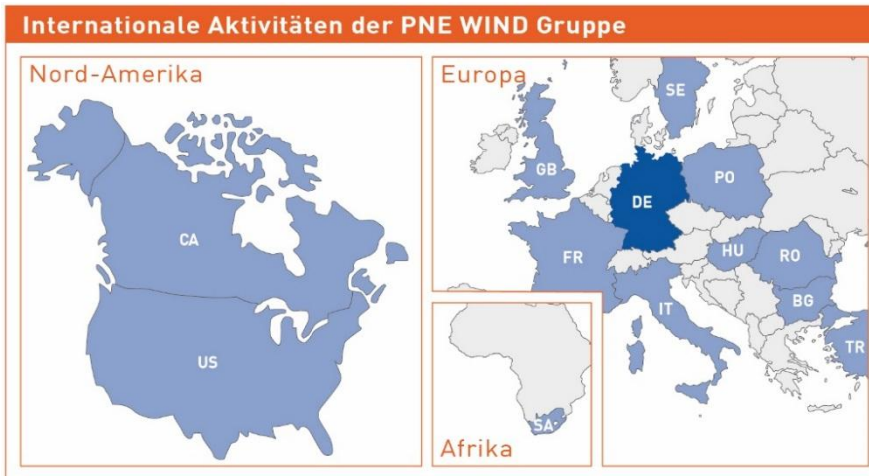 Internationale Aktivitäten der PNE WIND Gruppe
Nord-Amerika
CA
US
Europa
SE
GB
DE
PO
FR
HU
RO
IT
BG
TR
SA
Afrika